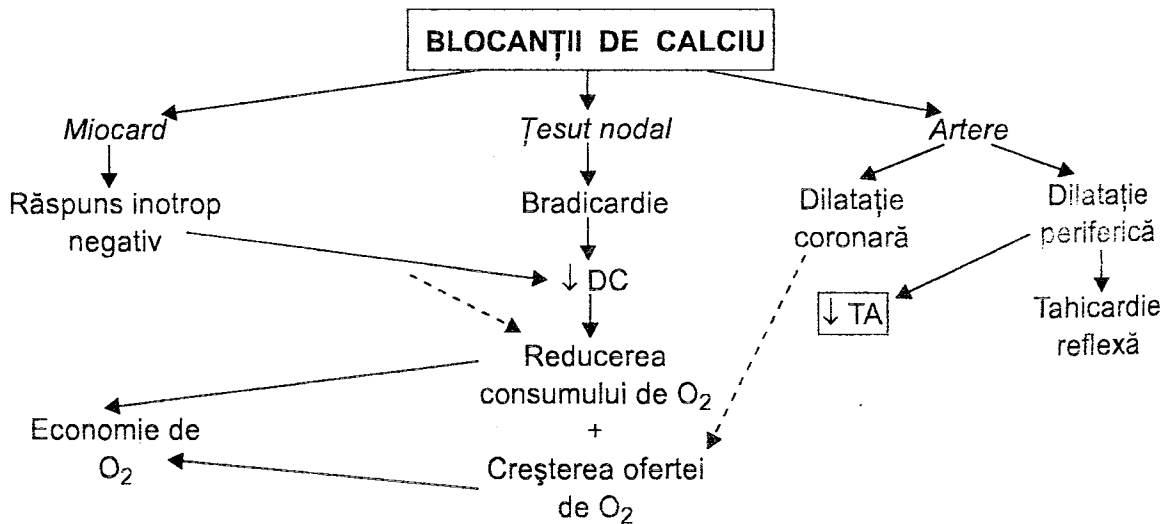 BLOCANȚII DE CALCIU
Miocard
Țesut nodal
Artere
Răspuns inotrop
negativ
Bradicardie
Dilatație
coronară
Dilatație
periferică
↓ DC
↓ TA
Tahicardie
reflexă
Reducerea
consumului de O₂
+
Creşterea ofertei
de O₂
Economie de
O₂